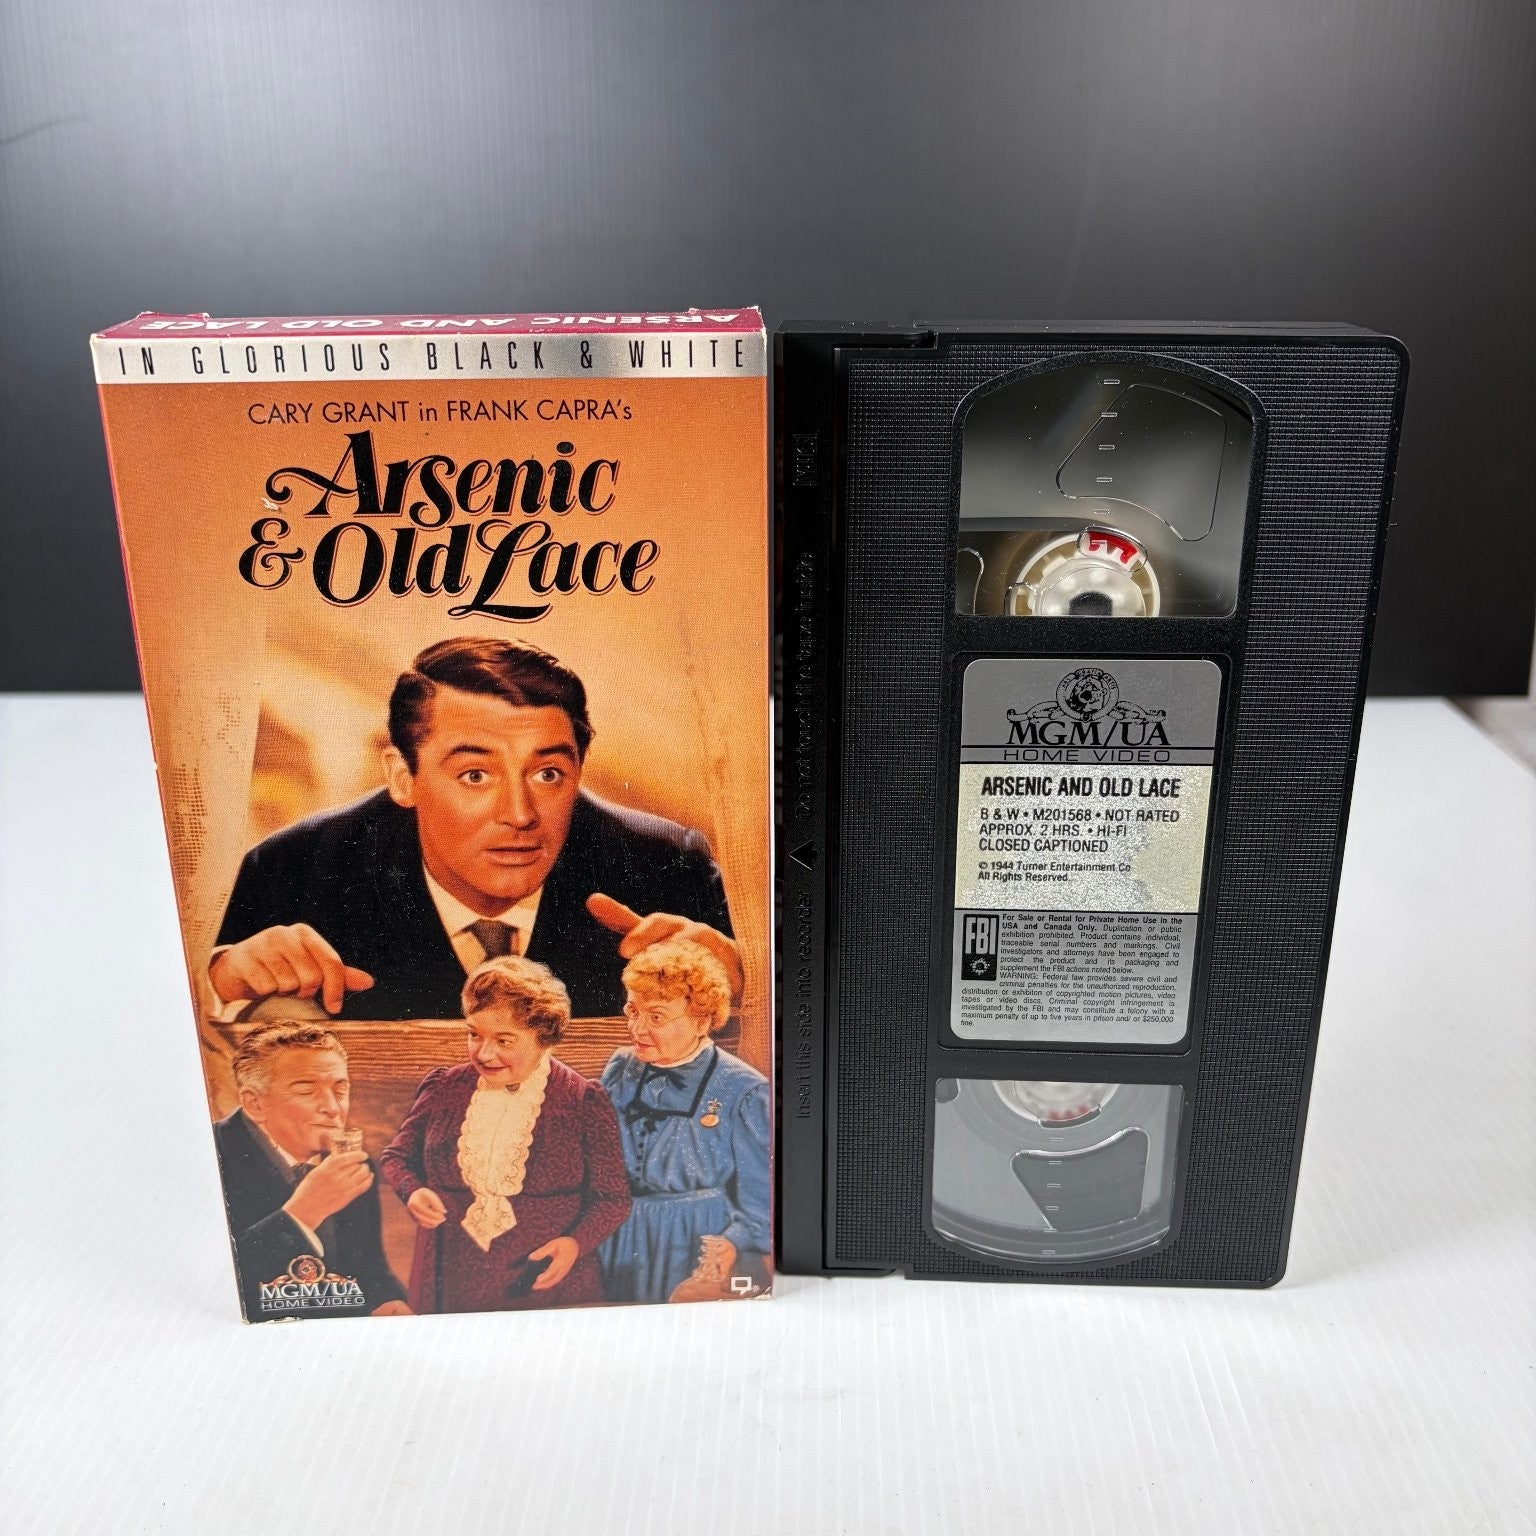 ARSENIC AND OLD LACE
IN GLORIOUS BLACK & WHITE
CARY GRANT in FRANK CAPRA's
Arsenic
& Old Lace
MGM/UA
HOME VIDEO
Do not touch the tape inside
Insert this side into recorder
MGM/UA
HOME VIDEO
ARSENIC AND OLD LACE
B & W • M201568 • NOT RATED
APPROX. 2 HRS. • HI-FI
CLOSED CAPTIONED
© 1944 Turner Entertainment Co
All Rights Reserved.
FBI
For Sale or Rental for Private Home Use in the
USA and Canada Only. Duplication or public
exhibition prohibited. Product contains individual,
traceable serial numbers and markings. Civil
investigators and attorneys have been engaged to
protect the product and its packaging and
supplement the FBI actions noted below.
WARNING: Federal law provides severe civil and
criminal penalties for the unauthorized reproduction,
distribution or exhibiton of copyrighted motion pictures, video
tapes or video discs. Criminal copyright infringement is
investigated by the FBI and may constitute a felony with a
maximum penalty of up to five years in prison and/ or $250,000
fine.